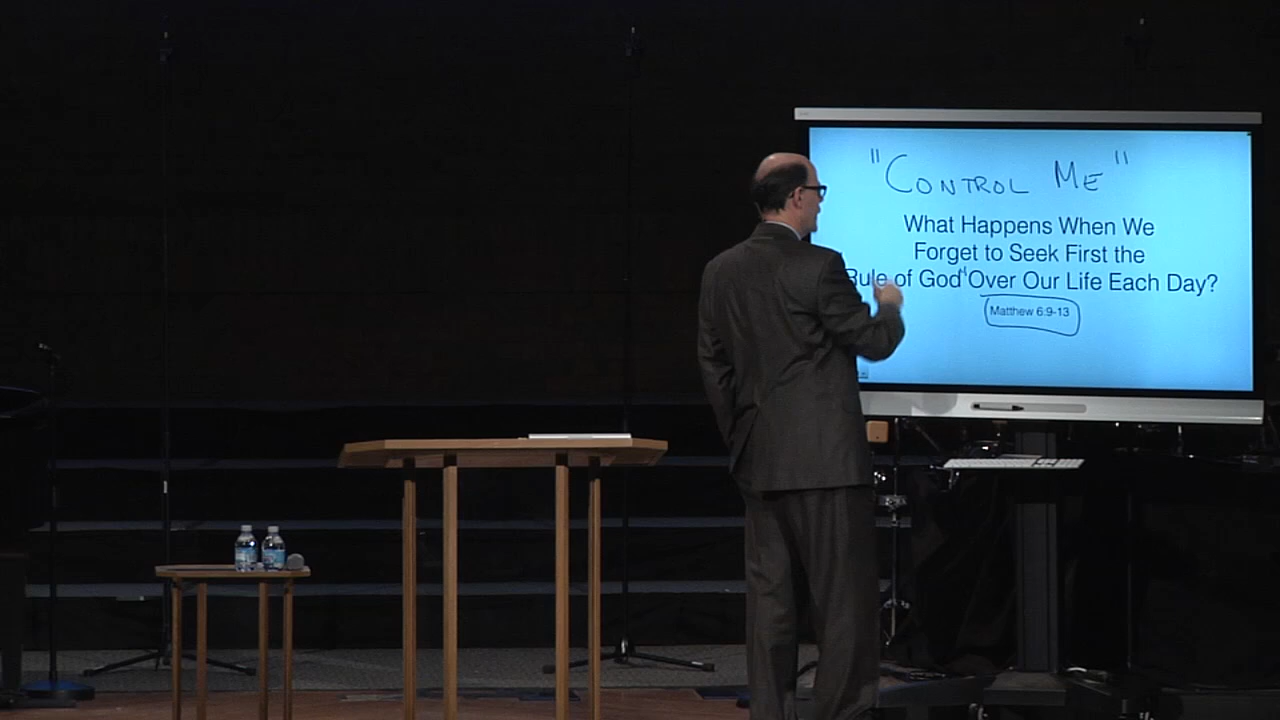 "CONTROL ME"
What Happens When We
Forget to Seek First the
Rule of God Over Our Life Each Day?
Matthew 6:9-13